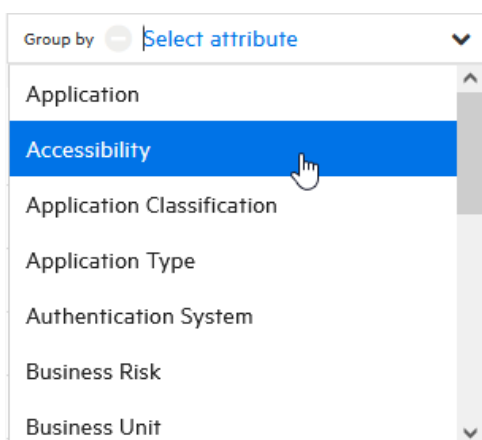 Group by Select attribute
Application
Accessibility
Application Classification
Application Type
Authentication System
Business Risk
Business Unit